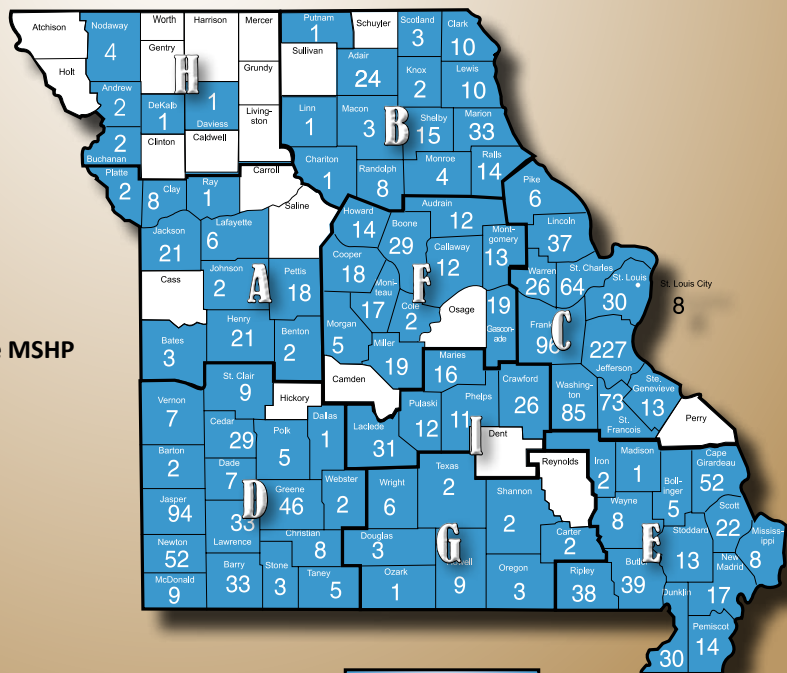 Atchison
Nodaway
4
Worth
Harrison
Mercer
Putnam
1
Schuyler
Scotland
3
Clark
10
Holt
Gentry
H
Sullivan
Adair
24
Knox
2
Lewis
10
Andrew
2
DeKalb
1
1
Daviess
Grundy
Living-
ston
Linn
1
Macon
3
B
Shelby
15
Marion
33
2
Buchanan
Clinton
Caldwell
Chariton
1
Randolph
8
Monroe
4
Ralls
14
Platte
2
8
Clay
Ray
1
Carroll
Saline
Howard
14
Boone
29
Audrain
12
Pike
6
Jackson
21
Lafayette
6
Cooper
18
Callaway
12
Mont-
gomery
13
Lincoln
37
Cass
Johnson
2
A
Pettis
18
Moni-
teau
17
F
Cole
2
Osage
19
Gascon-
ade
Warren
26
St. Charles
64
St. Louis
30
St. Louis City
8
MSHP
Bates
3
Henry
21
Benton
2
Morgan
5
Miller
19
96
C
227
Jefferson
St. Clair
9
Hickory
Camden
Maries
16
Crawford
26
Washing-
ton
85
73
St.
Francois
Ste.
Genevieve
13
Perry
Vernon
7
Cedar
29
Polk
5
Dallas
1
Laclede
31
Pulaski
12
Phelps
11
I
Dent
Barton
2
Dade
7
Greene
46
Webster
2
Wright
6
Texas
2
Reynolds
Iron
2
Madison
1
Boll-
inger
5
Cape
Girardeau
52
Jasper
94
33
Lawrence
D
Christian
8
Douglas
3
G
Shannon
2
Carter
2
Wayne
8
E
Stoddard
13
Scott
22
Mississ-
ippi
8
Newton
52
McDonald
9
Barry
33
Stone
3
Taney
5
Ozark
1
9
Oregon
3
Ripley
38
39
New
Madrid
17
Dunklin
30
Pemiscot
14